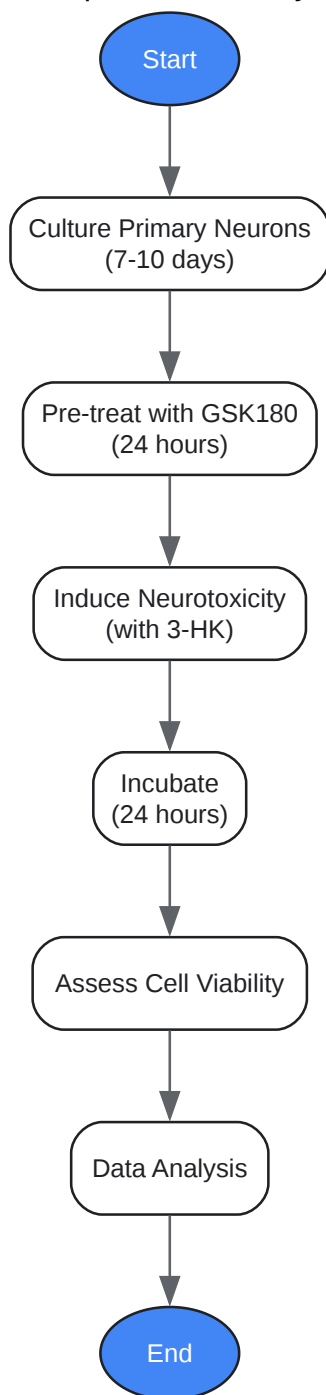 Start
Culture Primary Neurons
(7-10 days)
Pre-treat with GSK180
(24 hours)
Induce Neurotoxicity
(with 3-HK)
Incubate
(24 hours)
Assess Cell Viability
Data Analysis
End